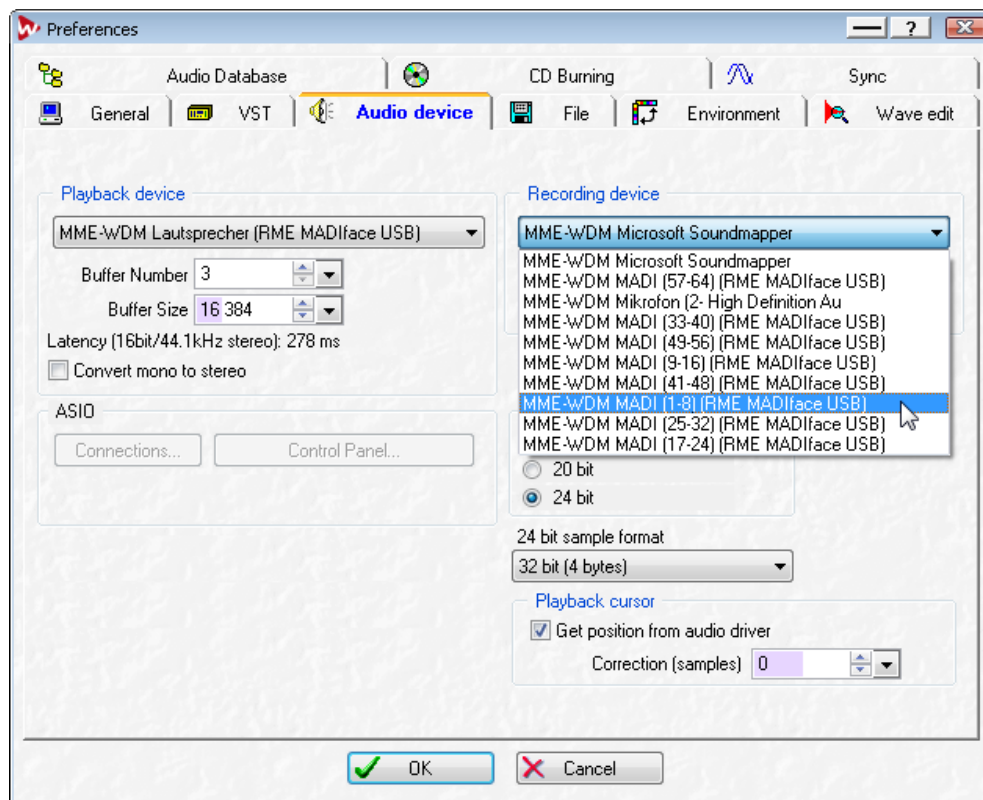 Preferences
?
Audio Database
CD Burning
Sync
General
VST
Audio device
File
Environment
Wave edit
Playback device
MME-WDM Lautsprecher (RME MADIface USB)
Buffer Number 3
Buffer Size 16 384
Latency (16bit/44.1kHz stereo): 278 ms
Convert mono to stereo
ASIO
Connections...
Control Panel...
Recording device
MME-WDM Microsoft Soundmapper
MME-WDM Microsoft Soundmapper
MME-WDM MADI (57-64) (RME MADIface USB)
MME-WDM Mikrofon (2- High Definition Au
MME-WDM MADI (33-40) (RME MADIface USB)
MME-WDM MADI (49-56) (RME MADIface USB)
MME-WDM MADI (9-16) (RME MADIface USB)
MME-WDM MADI (41-48) (RME MADIface USB)
MME-WDM MADI (1-8) (RME MADIface USB)
MME-WDM MADI (25-32) (RME MADIface USB)
MME-WDM MADI (17-24) (RME MADIface USB)
20 bit
24 bit
24 bit sample format
32 bit (4 bytes)
Playback cursor
Get position from audio driver
Correction (samples) 0
OK
Cancel